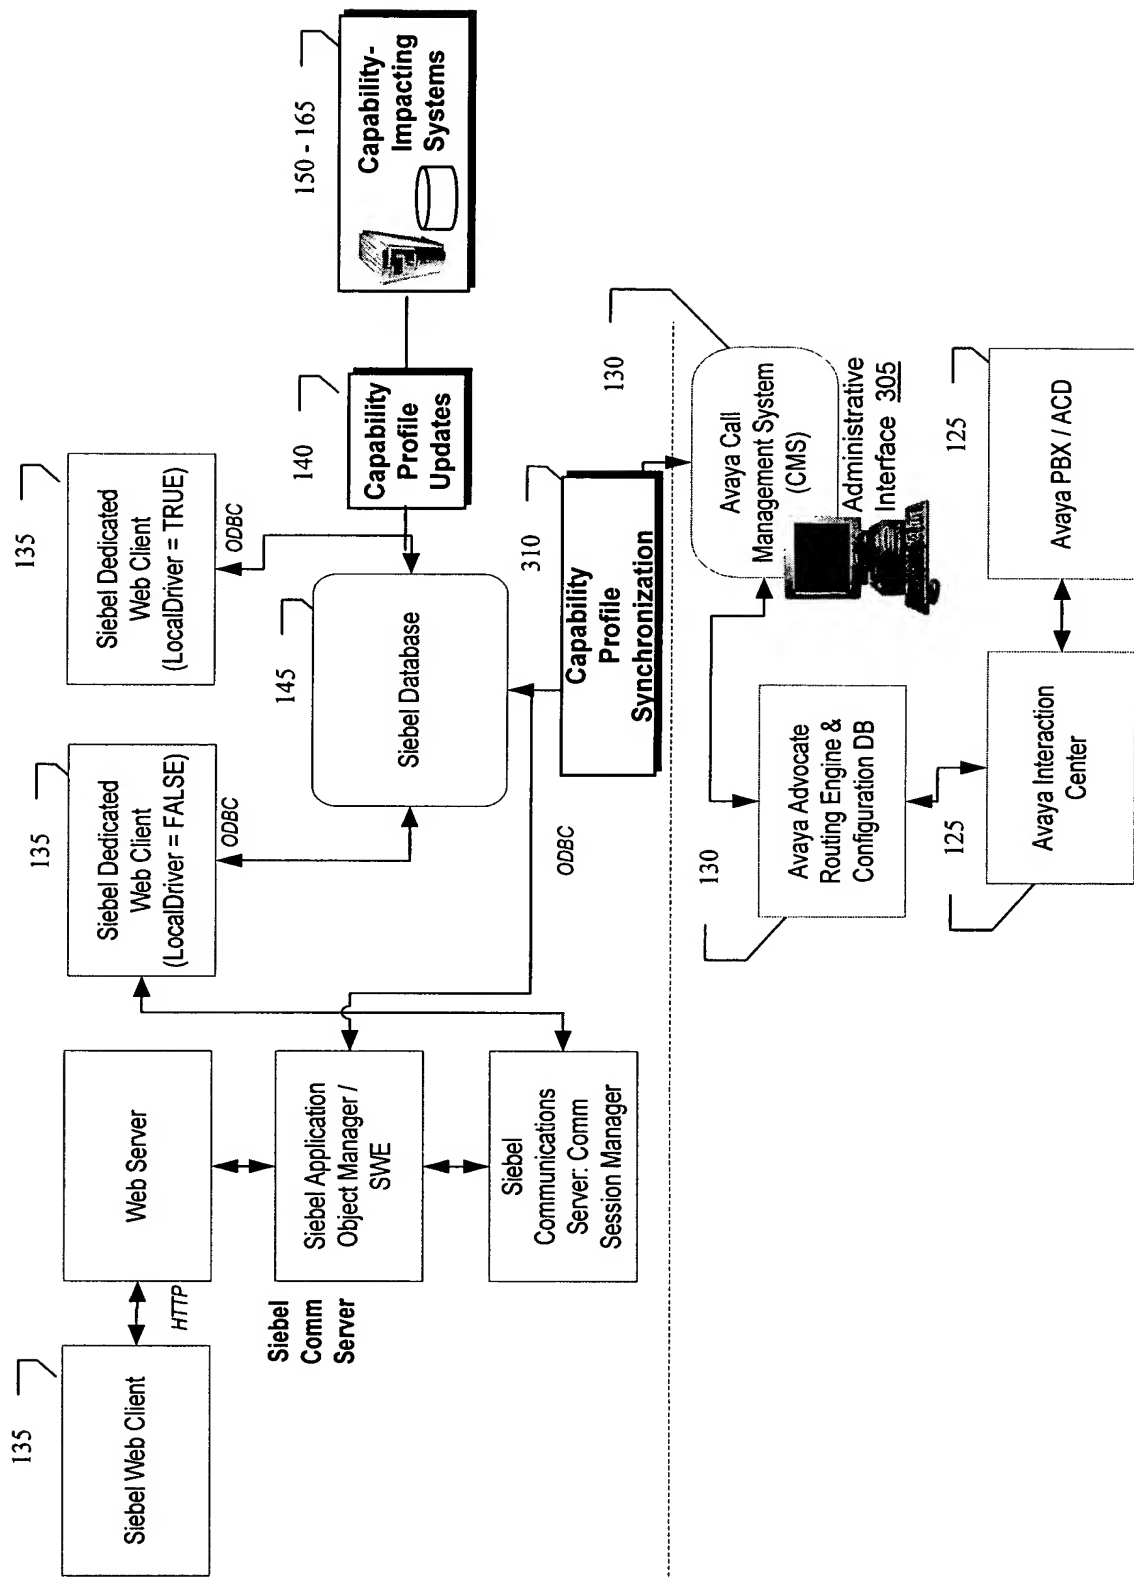 135
Siebel Web Client
HTTP
Web Server
Siebel
Comm
Server
Siebel Application
Object Manager /
SWE
Siebel
Communications
Server: Comm
Session Manager
135
Siebel Dedicated
Web Client
(LocalDriver = FALSE)
ODBC
135
Siebel Dedicated
Web Client
(LocalDriver = TRUE)
ODBC
145
Siebel Database
ODBC
140
Capability
Profile
Updates
150 - 165
Capability-
Impacting
Systems
310
Capability
Profile
Synchronization
130
Avaya Call
Management System
(CMS)
Administrative
Interface 305
130
Avaya Advocate
Routing Engine &
Configuration DB
125
Avaya Interaction
Center
125
Avaya PBX / ACD